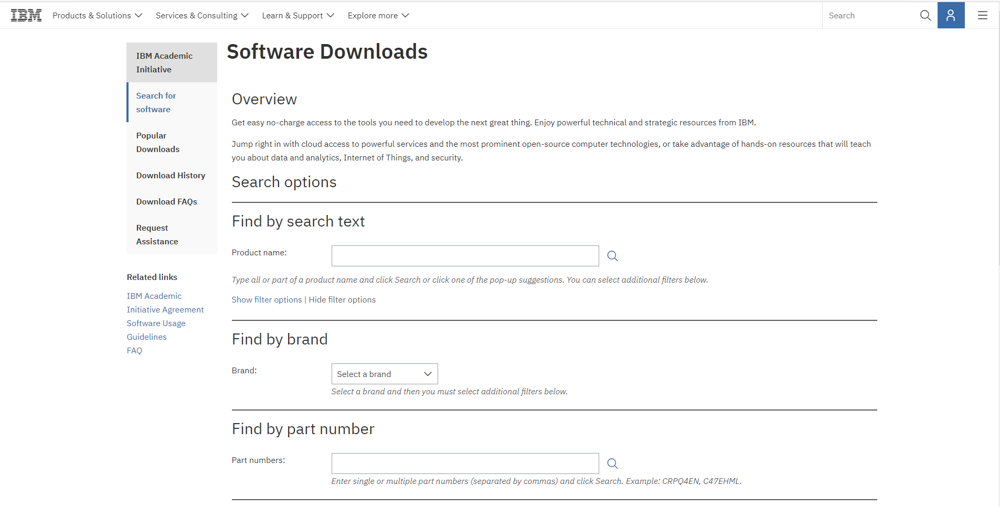 IBM Products & Solutions Services & Consulting Learn & Support Explore more Search
IBM Academic
Initiative
Search for
software
Popular
Downloads
Download History
Download FAQs
Request
Assistance
Related links
IBM Academic
Initiative Agreement
Software Usage
Guidelines
FAQ
Software Downloads
Overview
Get easy no-charge access to the tools you need to develop the next great thing. Enjoy powerful technical and strategic resources from IBM.
Jump right in with cloud access to powerful services and the most prominent open-source computer technologies, or take advantage of hands-on resources that will teach
you about data and analytics, Internet of Things, and security.
Search options
Find by search text
Product name:
Type all or part of a product name and click Search or click one of the pop-up suggestions. You can select additional filters below.
Show filter options | Hide filter options
Find by brand
Brand: Select a brand
Select a brand and then you must select additional filters below.
Find by part number
Part numbers:
Enter single or multiple part numbers (separated by commas) and click Search. Example: CRPQ4EN, C47EHML.